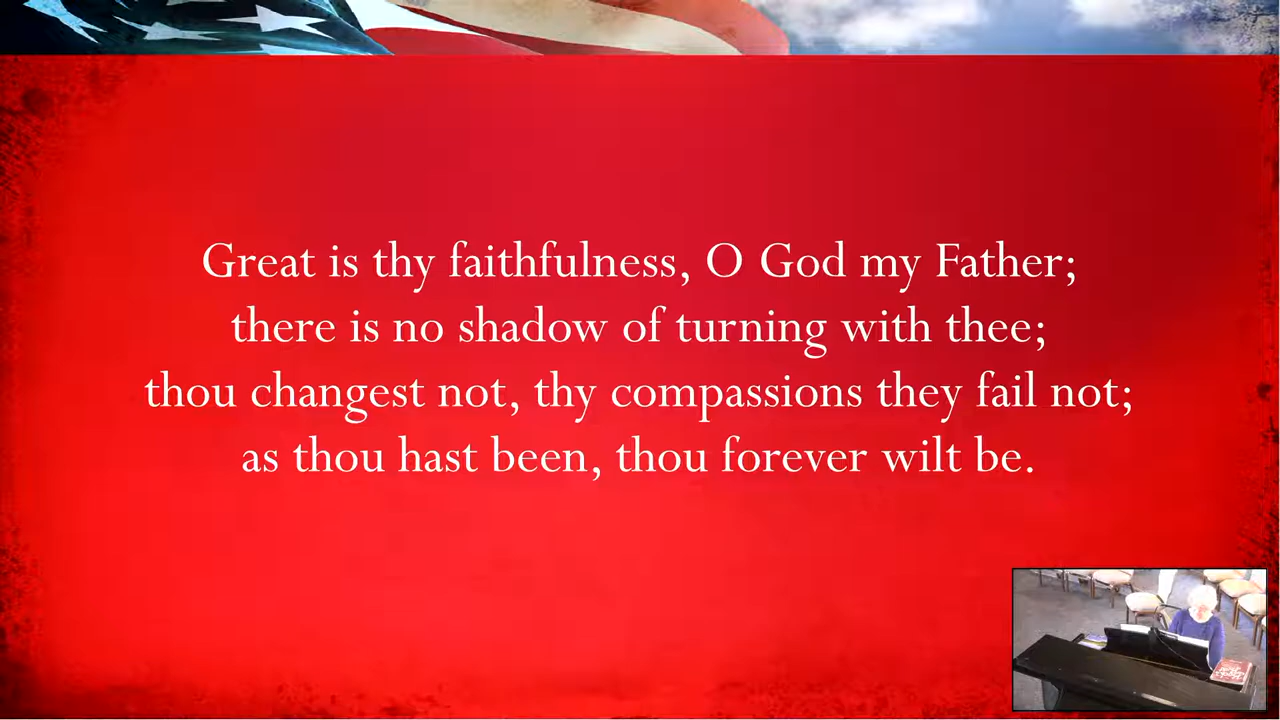 Great is thy faithfulness, O God my Father;
there is no shadow of turning with thee;
thou changest not, thy compassions they fail not;
as thou hast been, thou forever wilt be.